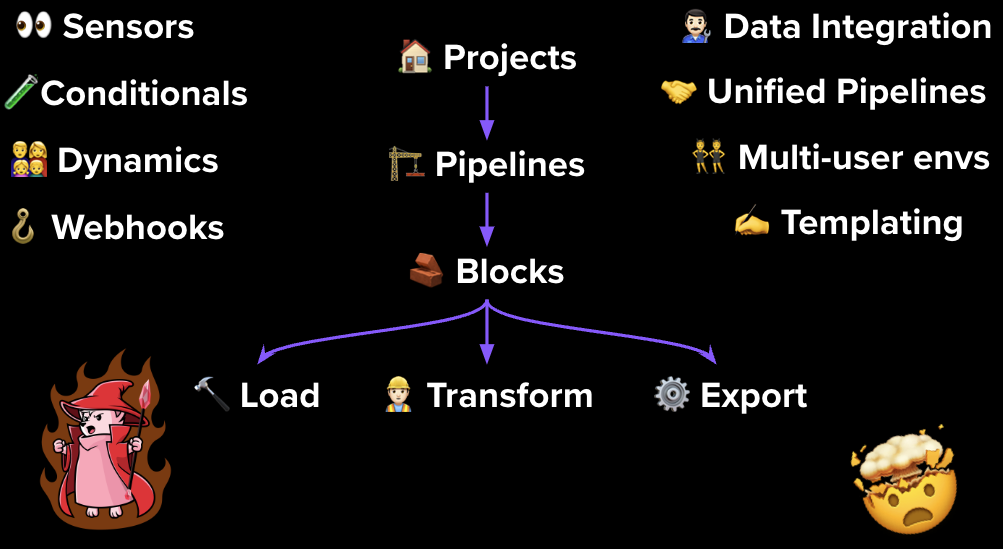 Sensors
Conditionals
Dynamics
Webhooks
Projects
Pipelines
Blocks
Load
Transform
Export
Data Integration
Unified Pipelines
Multi-user envs
Templating